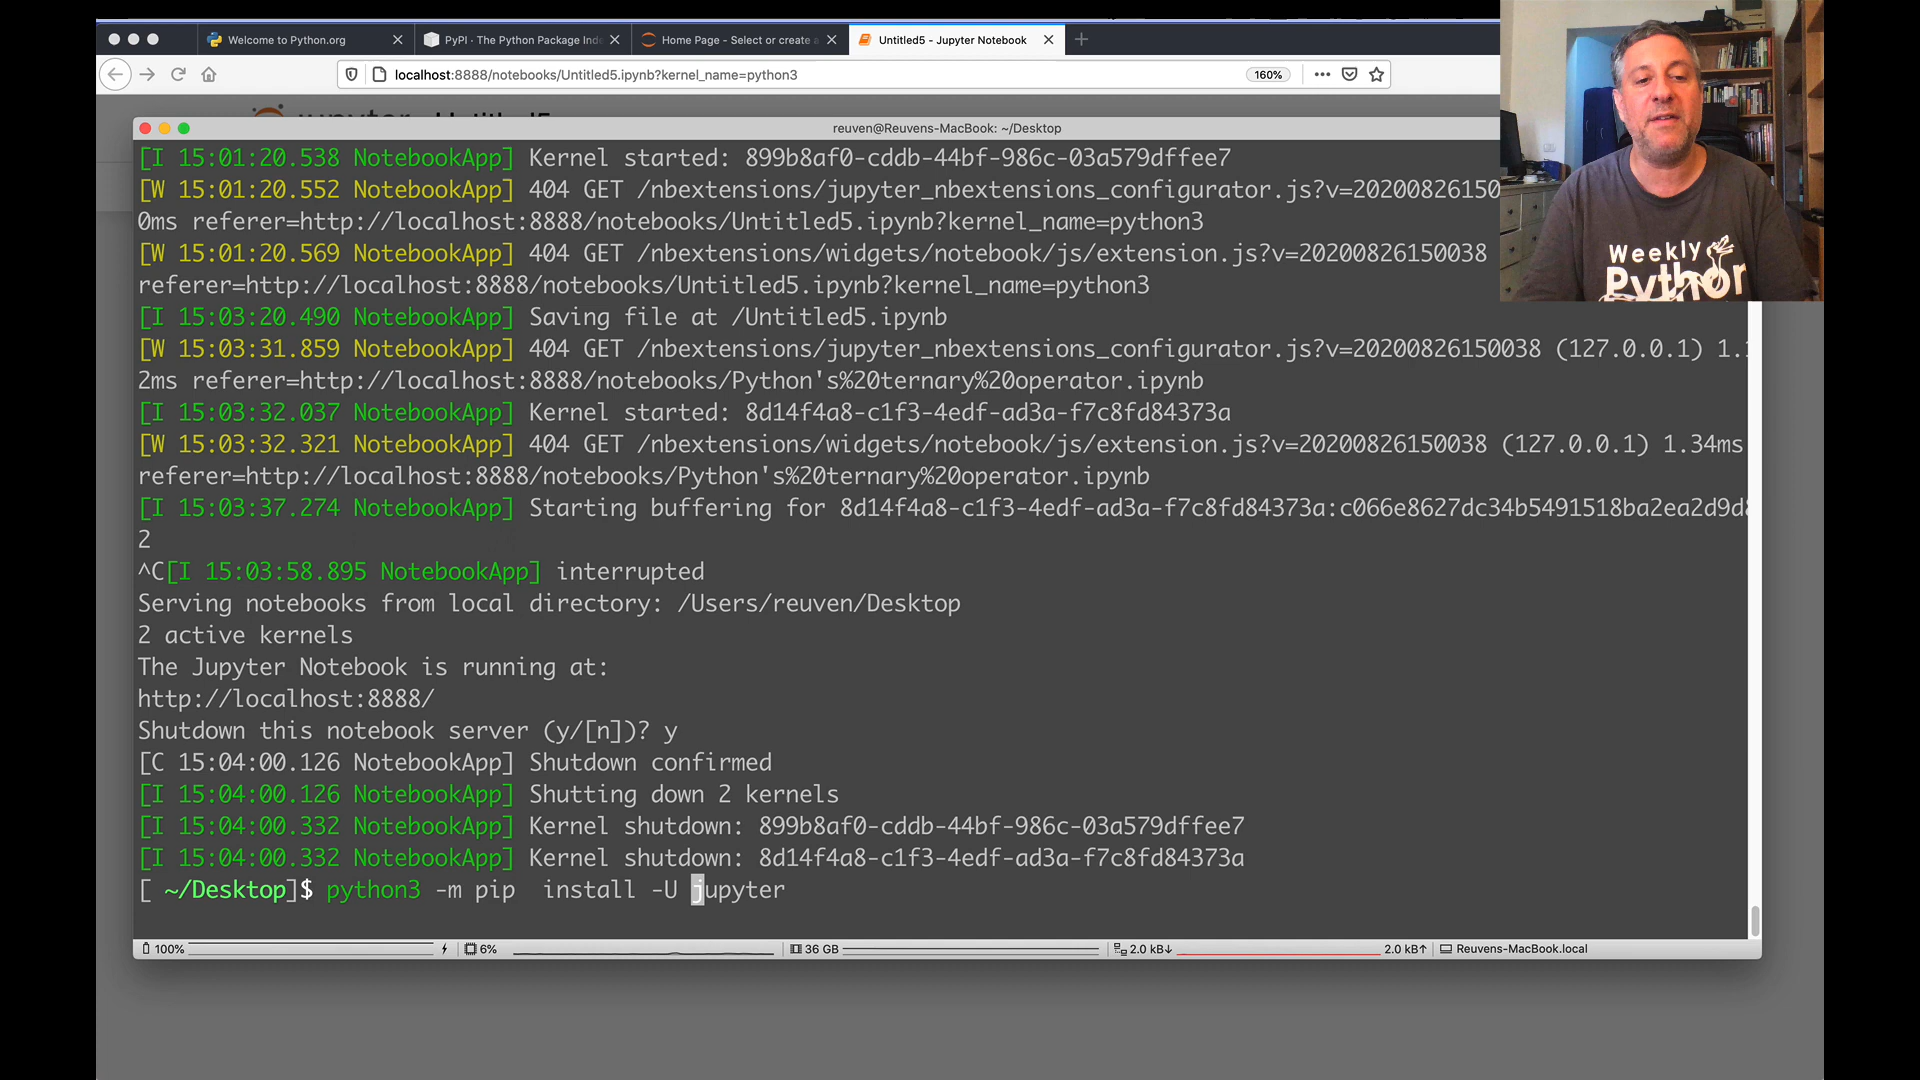 Welcome to Python.org
PyPI · The Python Package Inde
Home Page - Select or create a
Untitled5 - Jupyter Notebook
localhost:8888/notebooks/Untitled5.ipynb?kernel_name=python3
160%
reuven@Reuvens-MacBook: ~/Desktop
[I 15:01:20.538 NotebookApp] Kernel started: 899b8af0-cddb-44bf-986c-03a579dffee7
[W 15:01:20.552 NotebookApp] 404 GET /nbextensions/jupyter_nbextensions_configurator.js?v=20200826150
0ms referer=http://localhost:8888/notebooks/Untitled5.ipynb?kernel_name=python3
[W 15:01:20.569 NotebookApp] 404 GET /nbextensions/widgets/notebook/js/extension.js?v=20200826150038
referer=http://localhost:8888/notebooks/Untitled5.ipynb?kernel_name=python3
[I 15:03:20.490 NotebookApp] Saving file at /Untitled5.ipynb
[W 15:03:31.859 NotebookApp] 404 GET /nbextensions/jupyter_nbextensions_configurator.js?v=20200826150038 (127.0.0.1) 1.
2ms referer=http://localhost:8888/notebooks/Python's%20ternary%20operator.ipynb
[I 15:03:32.037 NotebookApp] Kernel started: 8d14f4a8-c1f3-4edf-ad3a-f7c8fd84373a
[W 15:03:32.321 NotebookApp] 404 GET /nbextensions/widgets/notebook/js/extension.js?v=20200826150038 (127.0.0.1) 1.34ms
referer=http://localhost:8888/notebooks/Python's%20ternary%20operator.ipynb
[I 15:03:37.274 NotebookApp] Starting buffering for 8d14f4a8-c1f3-4edf-ad3a-f7c8fd84373a:c066e8627dc34b5491518ba2ea2d9d
2
^C[I 15:03:58.895 NotebookApp] interrupted
Serving notebooks from local directory: /Users/reuven/Desktop
2 active kernels
The Jupyter Notebook is running at:
http://localhost:8888/
Shutdown this notebook server (y/[n])? y
[C 15:04:00.126 NotebookApp] Shutdown confirmed
[I 15:04:00.126 NotebookApp] Shutting down 2 kernels
[I 15:04:00.332 NotebookApp] Kernel shutdown: 899b8af0-cddb-44bf-986c-03a579dffee7
[I 15:04:00.332 NotebookApp] Kernel shutdown: 8d14f4a8-c1f3-4edf-ad3a-f7c8fd84373a
[ ~/Desktop]$ python3 -m pip  install -U jupyter
100%
6%
36 GB
2.0 kB↓
2.0 kB↑
Reuvens-MacBook.local
Weekly
Python